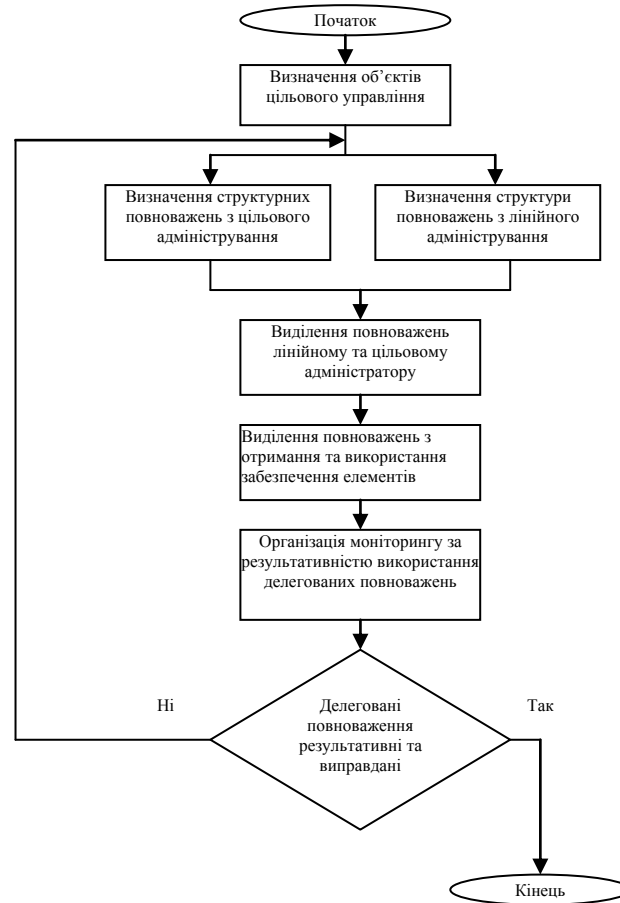 Початок
Визначення об’єктів
цільового управління
Визначення структурних
повноважень з цільового
адміністрування
Визначення структури
повноважень з лінійного
адміністрування
Виділення повноважень
лінійному та цільовому
адміністратору
Виділення повноважень з
отримання та використання
забезпечення елементів
Організація моніторингу за
результативністю використання
делегованих повноважень
Ні
Делеговані
повноваження
результативні та
виправдані
Так
Кінець